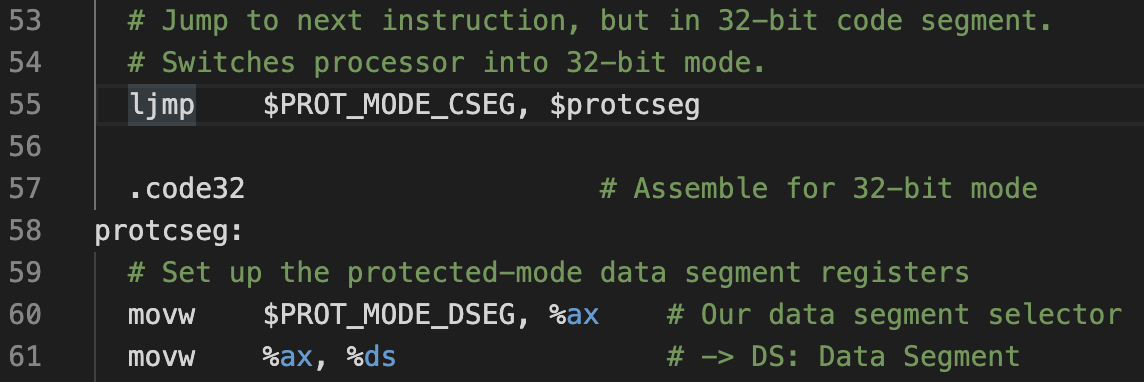 53 # Jump to next instruction, but in 32-bit code segment.
54 # Switches processor into 32-bit mode.
55 ljmp $PROT_MODE_CSEG, $protcseg
56
57 .code32 # Assemble for 32-bit mode
58 protcseg:
59 # Set up the protected-mode data segment registers
60 movw $PROT_MODE_DSEG, %ax # Our data segment selector
61 movw %ax, %ds # -> DS: Data Segment